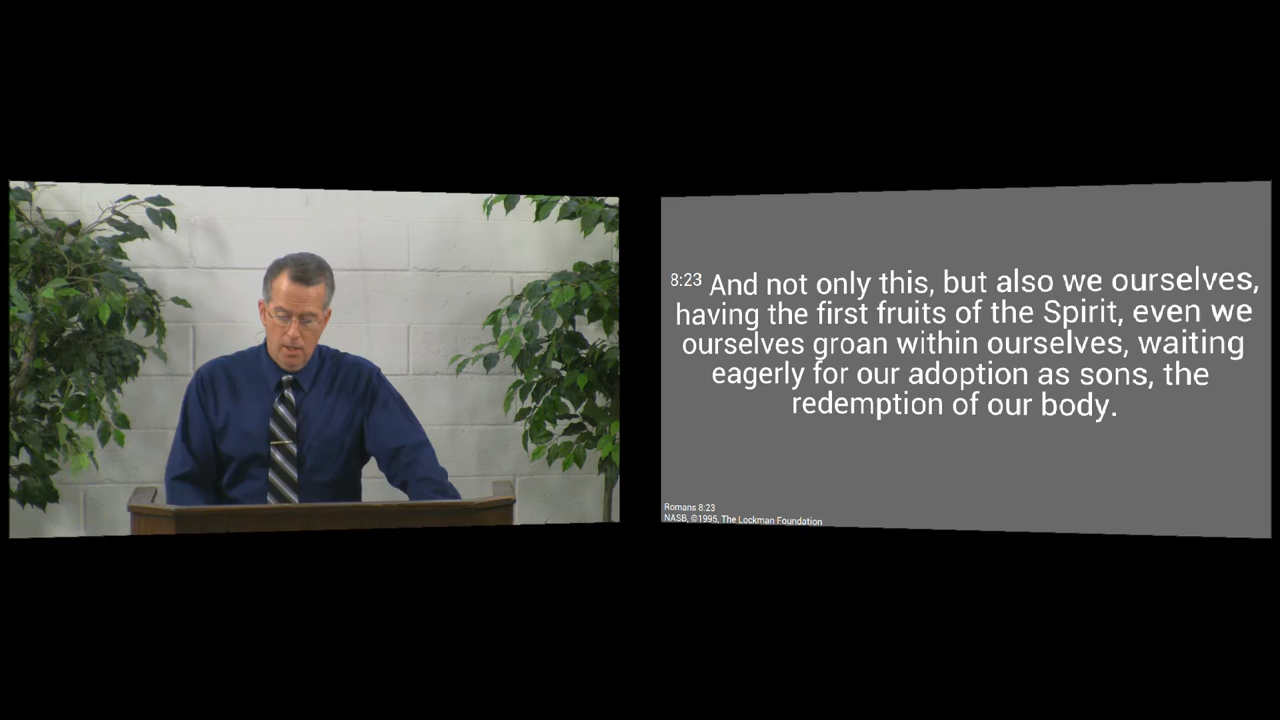 8:23 And not only this, but also we ourselves,
having the first fruits of the Spirit, even we
ourselves groan within ourselves, waiting
eagerly for our adoption as sons, the
redemption of our body.
Romans 8:23
NASB, ©1995, The Lockman Foundation